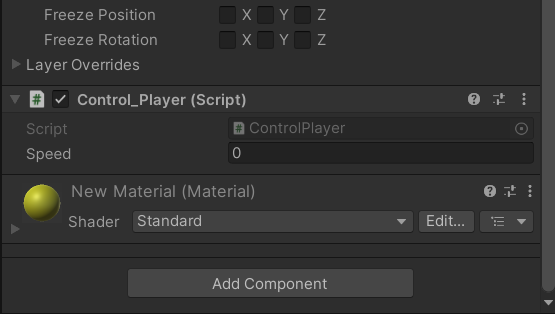 Freeze Position X Y Z
Freeze Rotation X Y Z
Layer Overrides
# Control_Player (Script)
Script # ControlPlayer
Speed 0
New Material (Material)
Shader Standard Edit...
Add Component